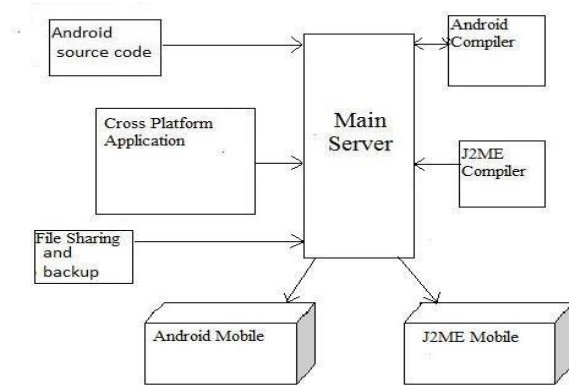 Android
source code
Android
Compiler
Main
Server
Cross Platform
Application
J2ME
Compiler
File Sharing
and
backup
Android Mobile
J2ME Mobile